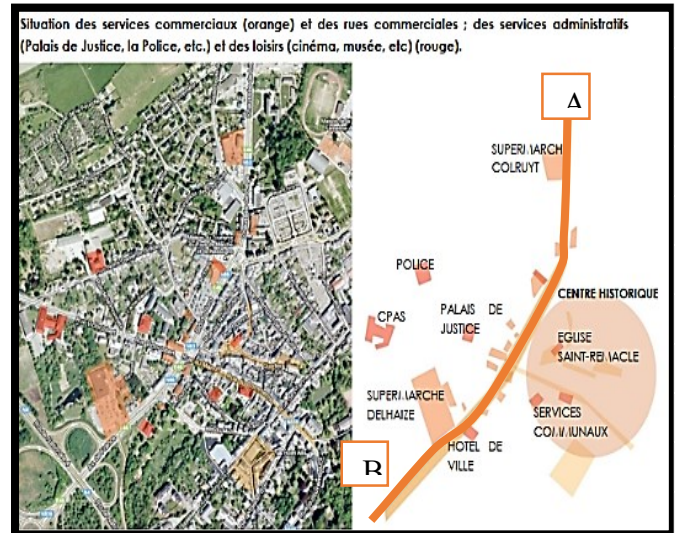 Situation des services commerciaux (orange) et des rues commerciales ; des services administratifs
(Palais de Justice, la Police, etc.) et des loisirs (cinéma, musée, etc) (rouge).
A
SUPERMARCH
COLRUYT
POLICE
CENTRE HISTORIQUE
CPAS
PALAIS DE
JUSTICE
EGLISE
SAINT-REMACLE
SUPERMARCHE
DELHAIZE
SERVICES
COMMUNAUX
HOTEL DE
VILLE
B